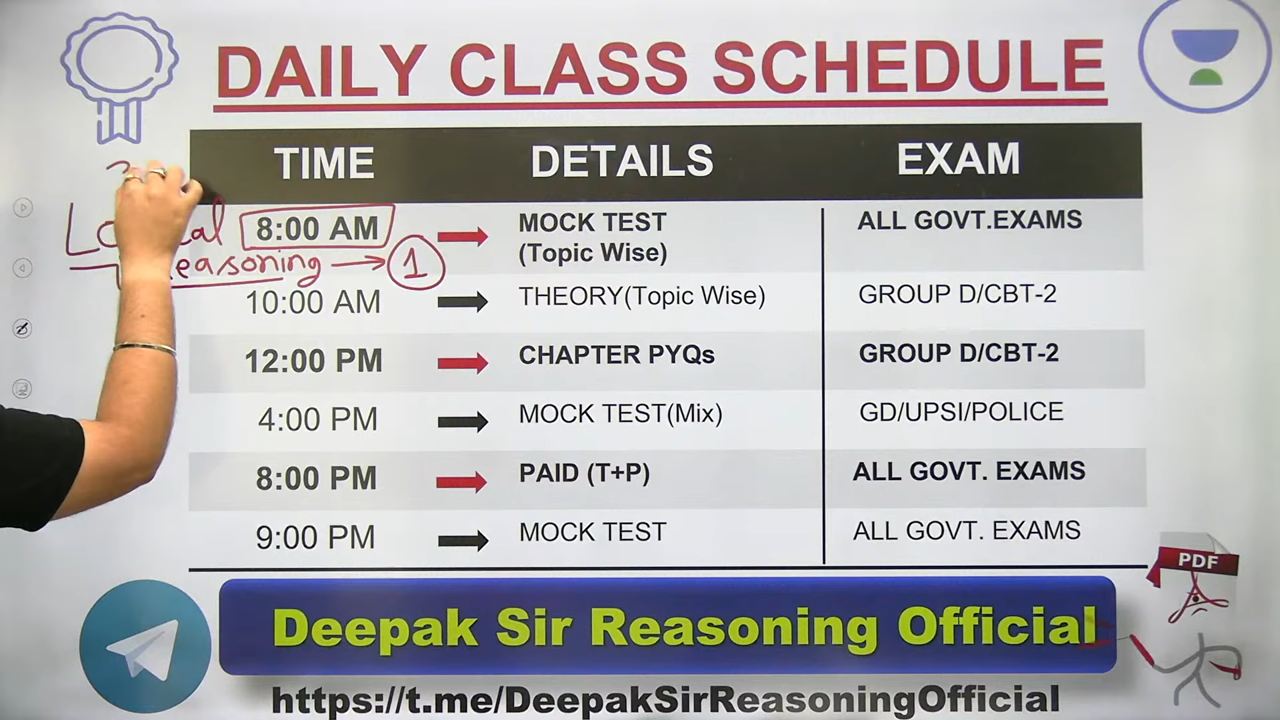 DAILY CLASS SCHEDULE
TIME DETAILS EXAM
8:00 AM MOCK TEST ALL GOVT.EXAMS
(Topic Wise)
Reasoning → 1
10:00 AM THEORY(Topic Wise) GROUP D/CBT-2
12:00 PM CHAPTER PYQs GROUP D/CBT-2
4:00 PM MOCK TEST(Mix) GD/UPSI/POLICE
8:00 PM PAID (T+P) ALL GOVT. EXAMS
9:00 PM MOCK TEST ALL GOVT. EXAMS
PDF
Deepak Sir Reasoning Official
https://t.me/DeepakSirReasoningOfficial